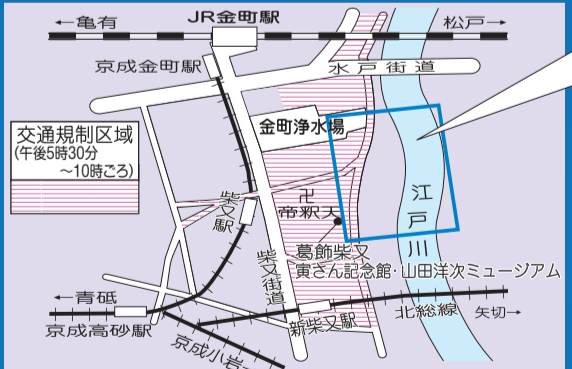 ←亀有
JR金町駅
松戸→
京成金町駅
水戸街道
交通規制区域
(午後5時30分
~10時ごろ)
金町浄水場
卍
帝釈天
江戸川
柴又駅
柴又街道
葛飾柴又
寅さん記念館・山田洋次ミュージアム
←青砥
京成高砂駅
新柴又駅
北総線
矢切→
京成小岩→